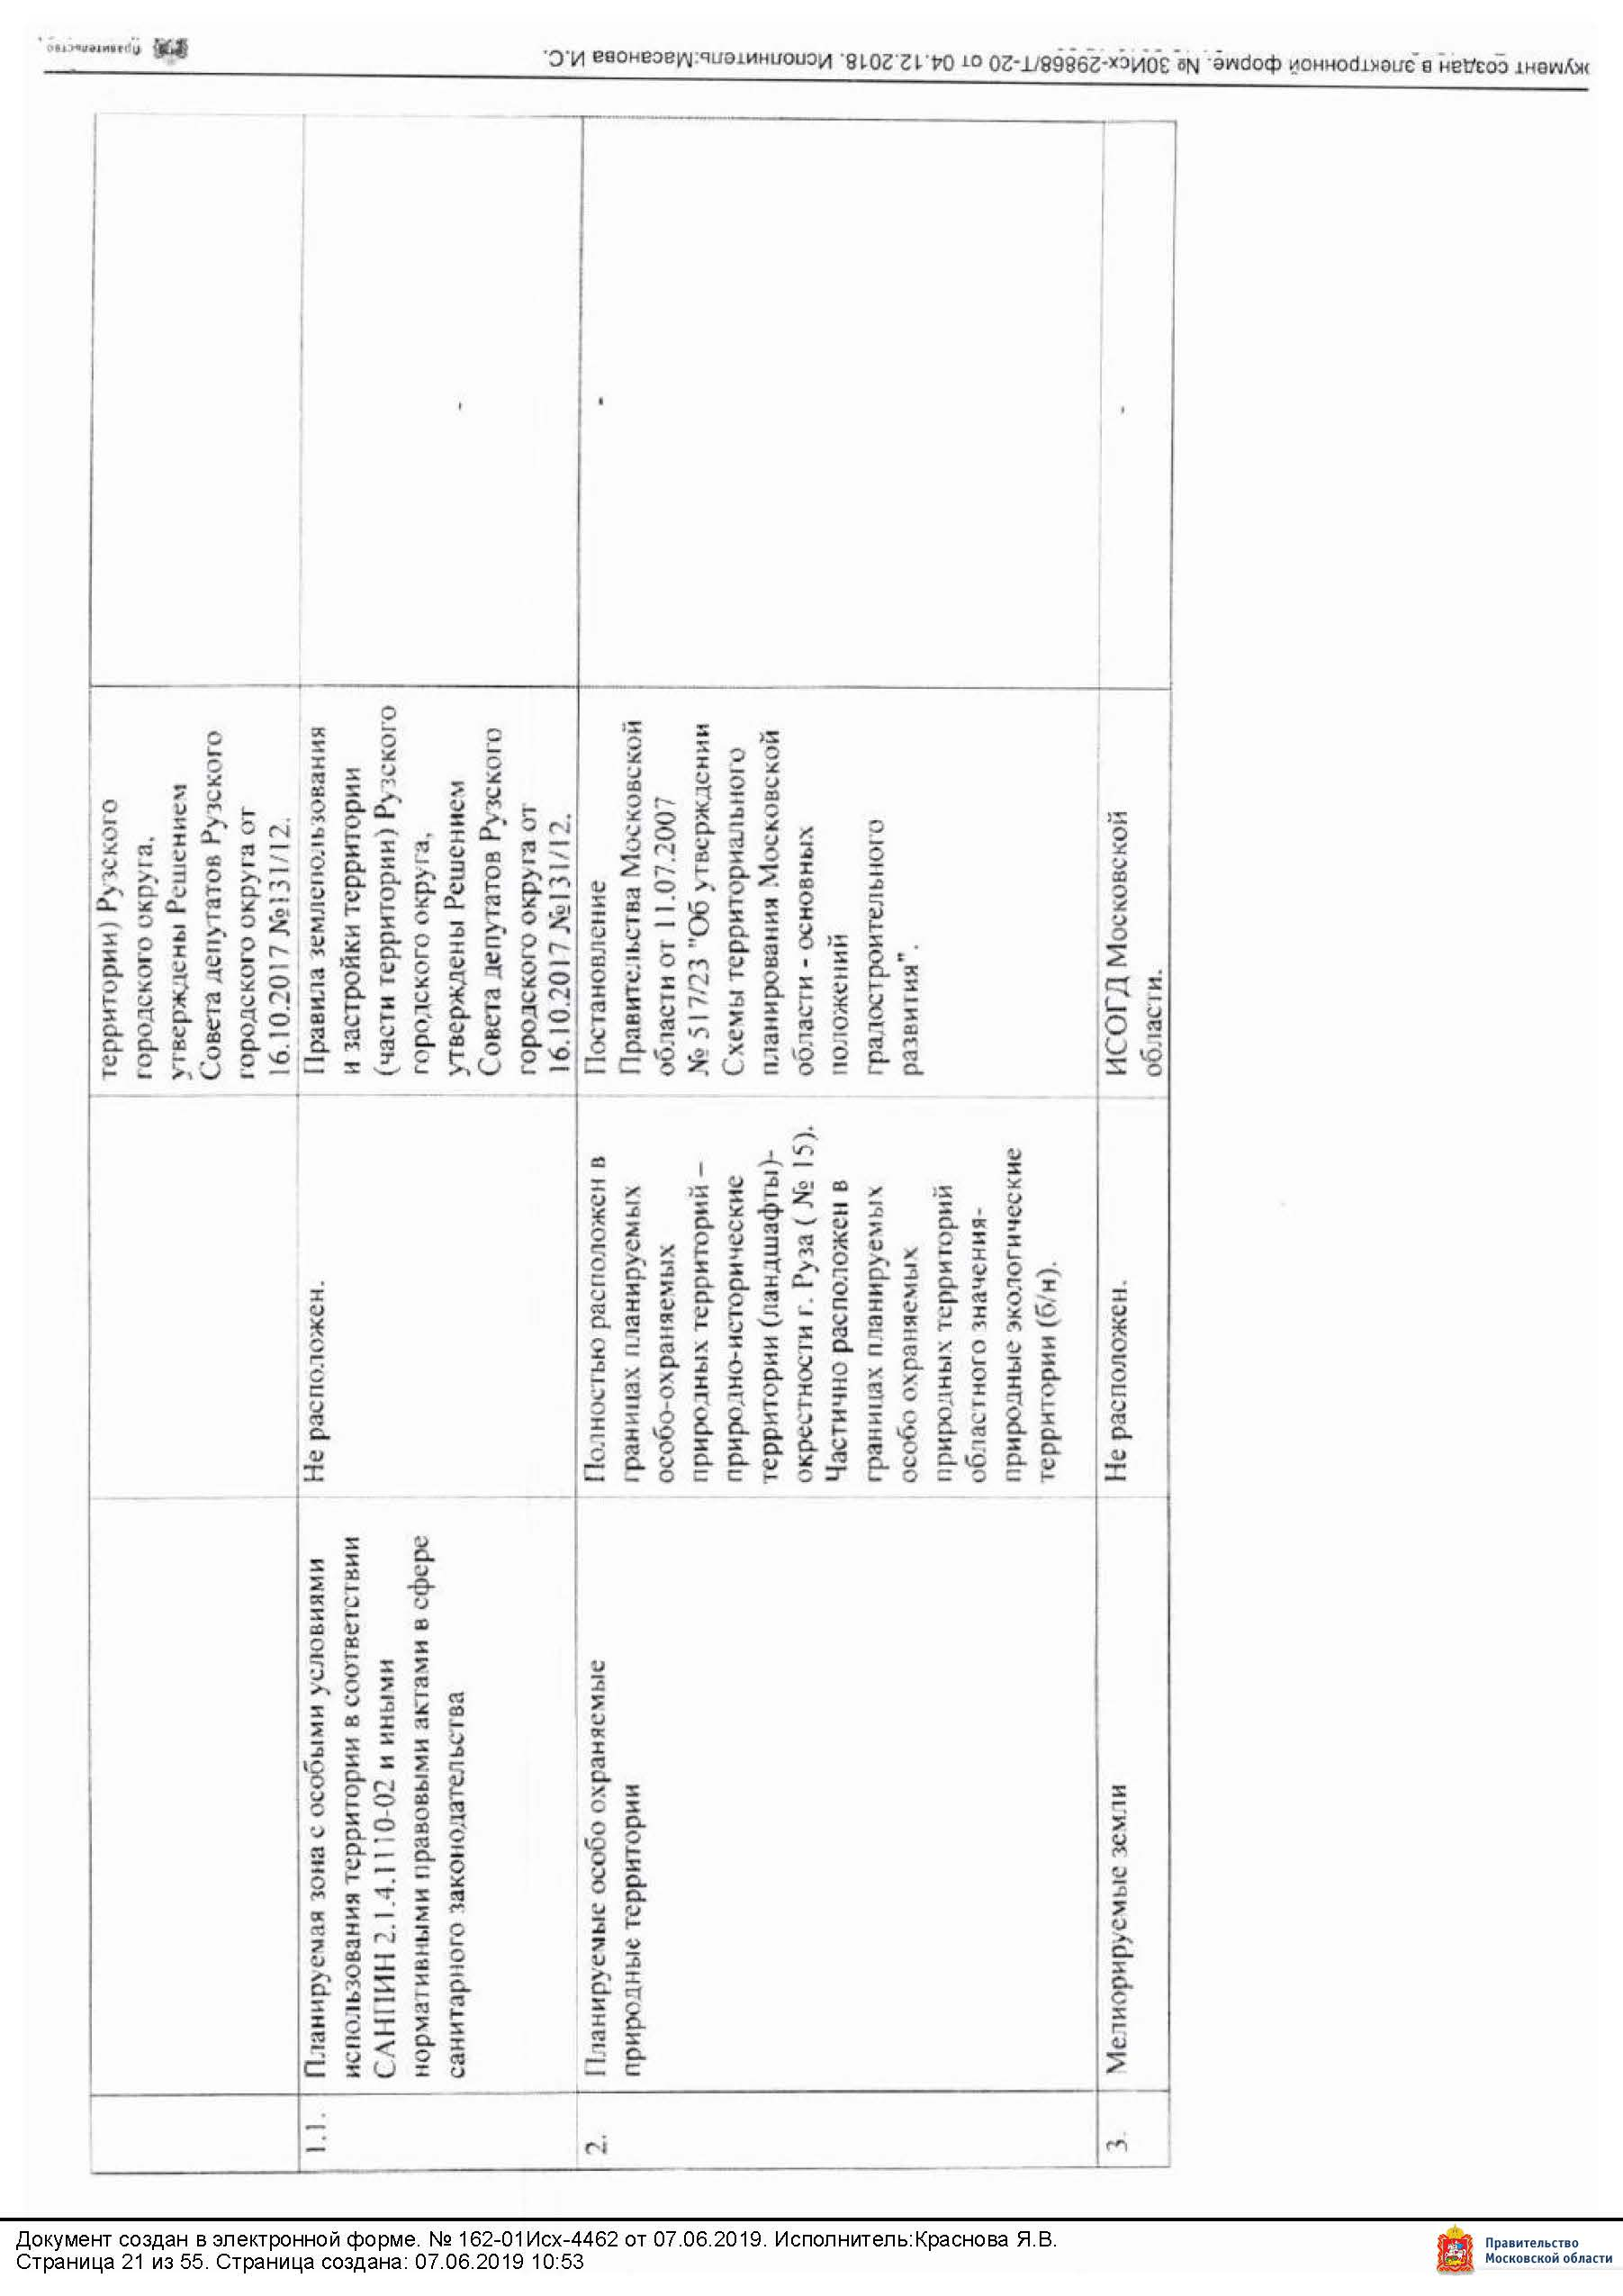 территории) Рузского
городского округа,
утверждены Решением
Совета депутатов Рузского
городского округа от
16.10.2017 №131/12.
1.1.
Планируемая зона с особыми условиями
использования территории в соответствии
САНПИН 2.1.4.1110-02 и иными
нормативными правовыми актами в сфере
санитарного законодательства
Не расположен.
Правила землепользования
и застройки территории
(части территории) Рузского
городского округа,
утверждены Решением
Совета депутатов Рузского
городского округа от
16.10.2017 №131/12.
-
2.
Планируемые особо охраняемые
природные территории
Полностью расположен в
границах планируемых
особо-охраняемых
природных территорий –
природно-исторические
территории (ландшафты)-
окрестности г. Руза ( № 15).
Частично расположен в
границах планируемых
особо охраняемых
природных территорий
областного значения-
природные экологические
территории (б/н).
Постановление
Правительства Московской
области от 11.07.2007
№ 517/23 "Об утверждении
Схемы территориального
планирования Московской
области - основных
положений
градостроительного
развития".
-
3.
Мелиорируемые земли
Не расположен.
ИСОГД Московской
области.
-
жумент создан в электронной форме. № 30Исх-29868/Т-20 от 04.12.2018. Исполнитель:Масанова И.С.
Правительство
Документ создан в электронной форме. № 162-01Исх-4462 от 07.06.2019. Исполнитель:Краснова Я.В.
Страница 21 из 55. Страница создана: 07.06.2019 10:53
Правительство
Московской области